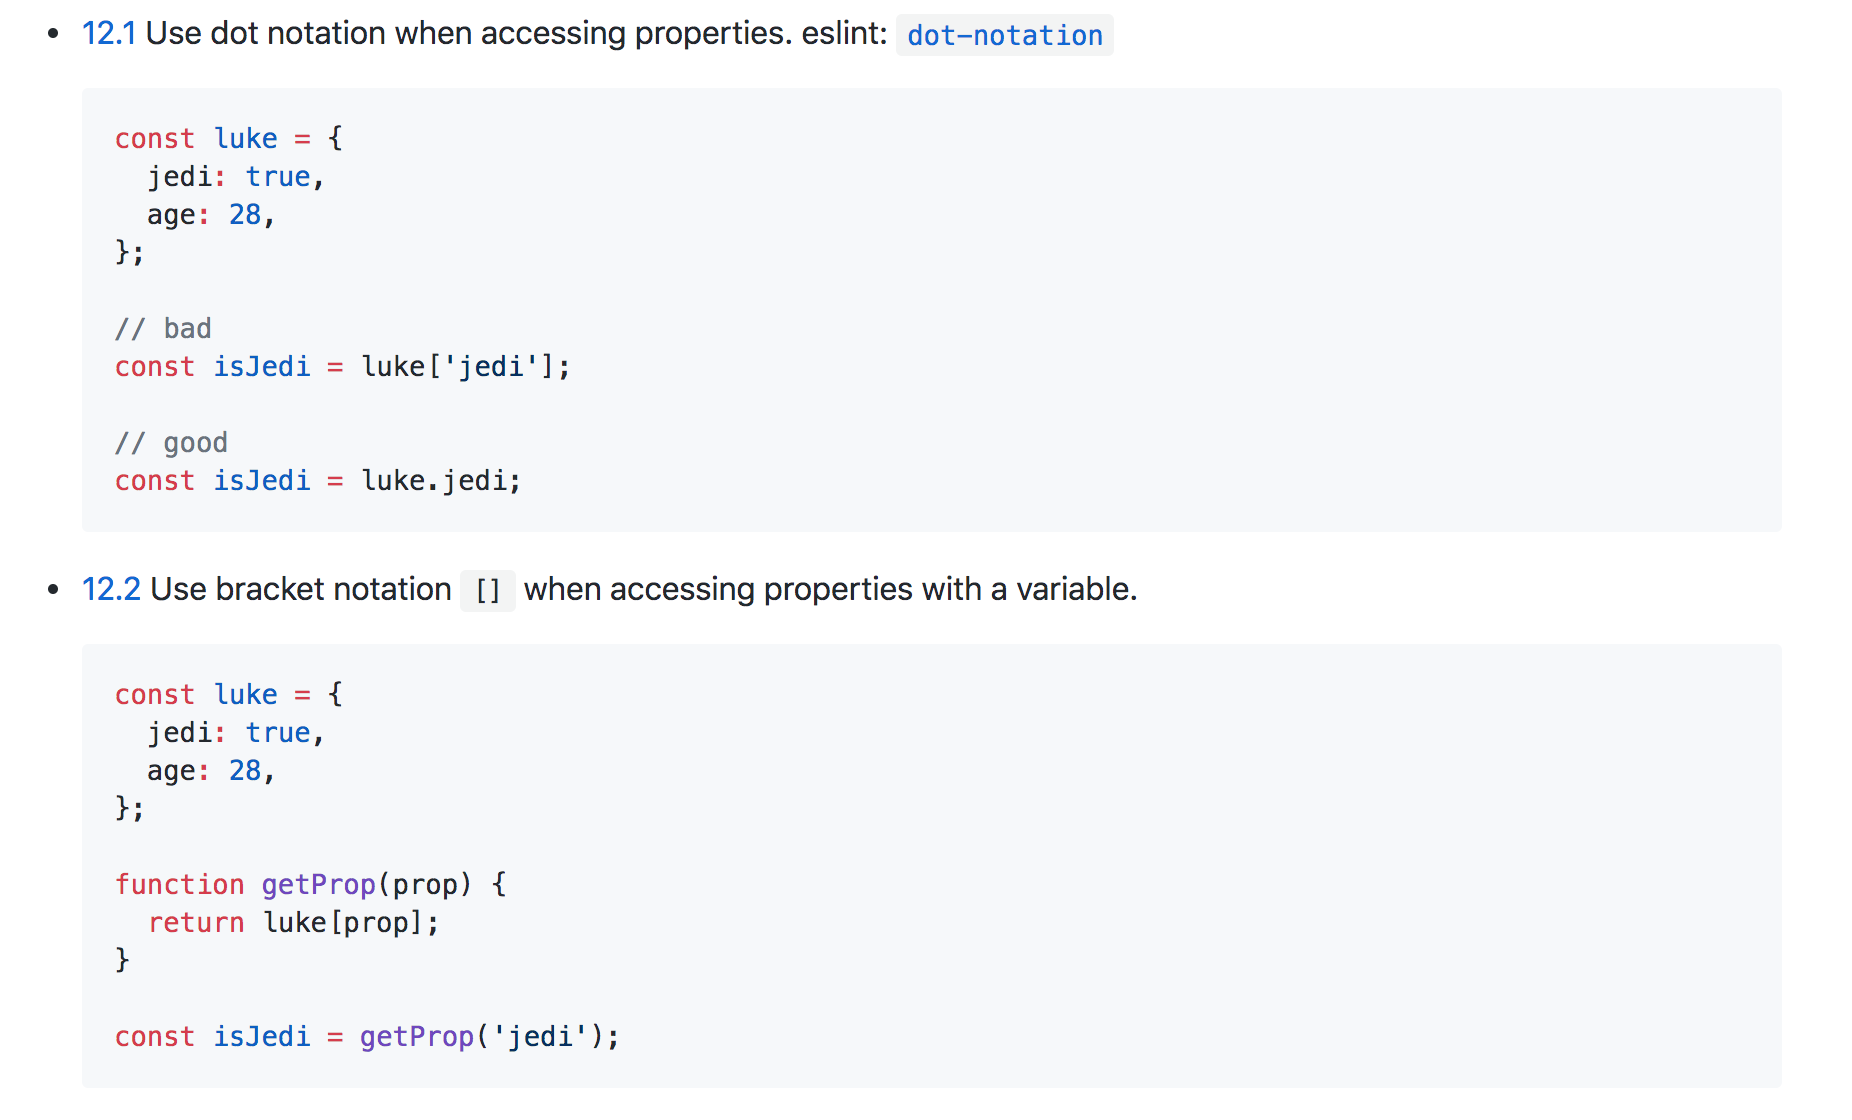 • 12.1 Use dot notation when accessing properties. eslint: dot-notation
const luke = {
  jedi: true,
  age: 28,
};
// bad
const isJedi = luke['jedi'];
// good
const isJedi = luke.jedi;
• 12.2 Use bracket notation [] when accessing properties with a variable.
const luke = {
  jedi: true,
  age: 28,
};
function getProp(prop) {
  return luke[prop];
}
const isJedi = getProp('jedi');